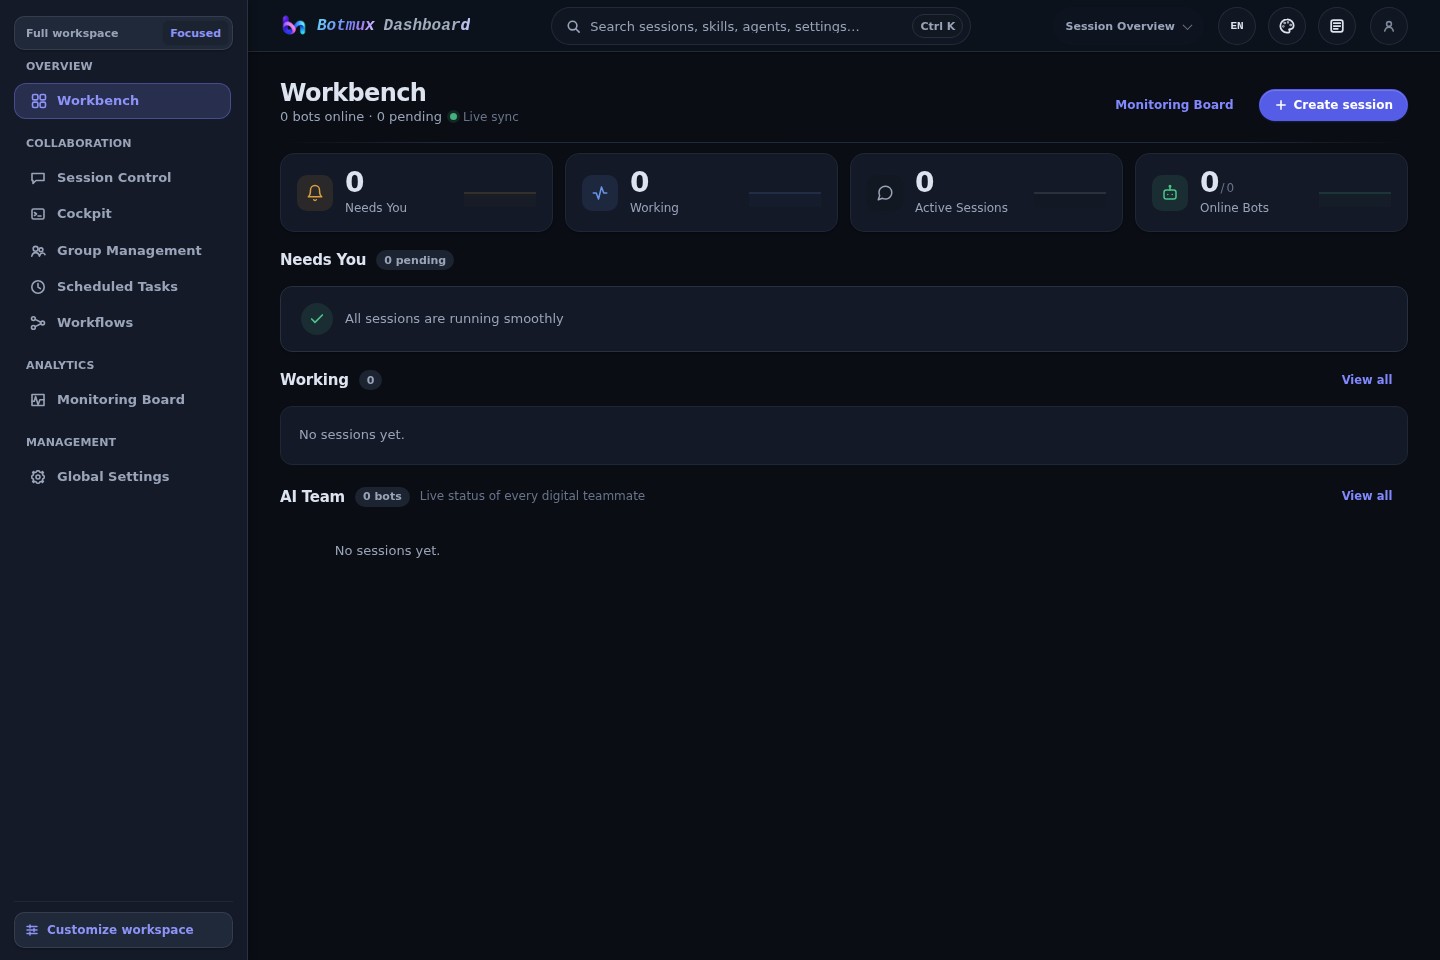 Full workspace
Focused
OVERVIEW
Workbench
COLLABORATION
Session Control
Cockpit
Group Management
Scheduled Tasks
Workflows
ANALYTICS
Monitoring Board
MANAGEMENT
Global Settings
Customize workspace
Botmux Dashboard
Search sessions, skills, agents, settings...
Ctrl K
Session Overview
EN
Workbench
0 bots online · 0 pending
Live sync
Monitoring Board
Create session
0
Needs You
0
Working
0
Active Sessions
0/0
Online Bots
Needs You
0 pending
All sessions are running smoothly
Working
0
View all
No sessions yet.
AI Team
0 bots
Live status of every digital teammate
View all
No sessions yet.